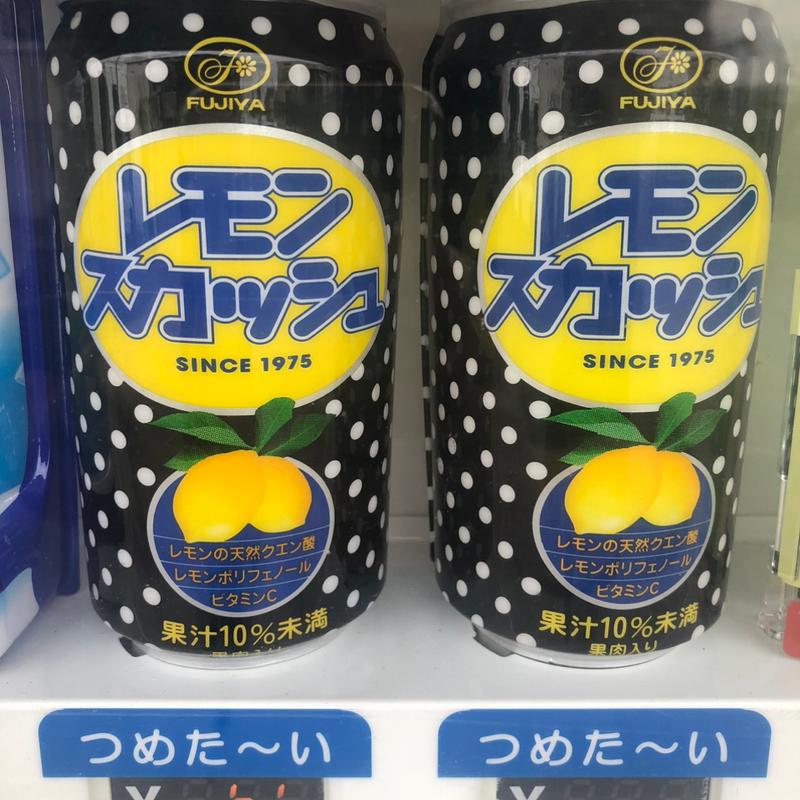 FUJIYA
レモン
スカッシュ
SINCE 1975
レモンの天然クエン酸
レモンポリフェノール
ビタミンC
果汁10%未満
果肉入り
つめた〜い
¥
FUJIYA
レモン
スカッシュ
SINCE 1975
レモンの天然クエン酸
レモンポリフェノール
ビタミンC
果汁10%未満
果肉入り
つめた〜い
¥